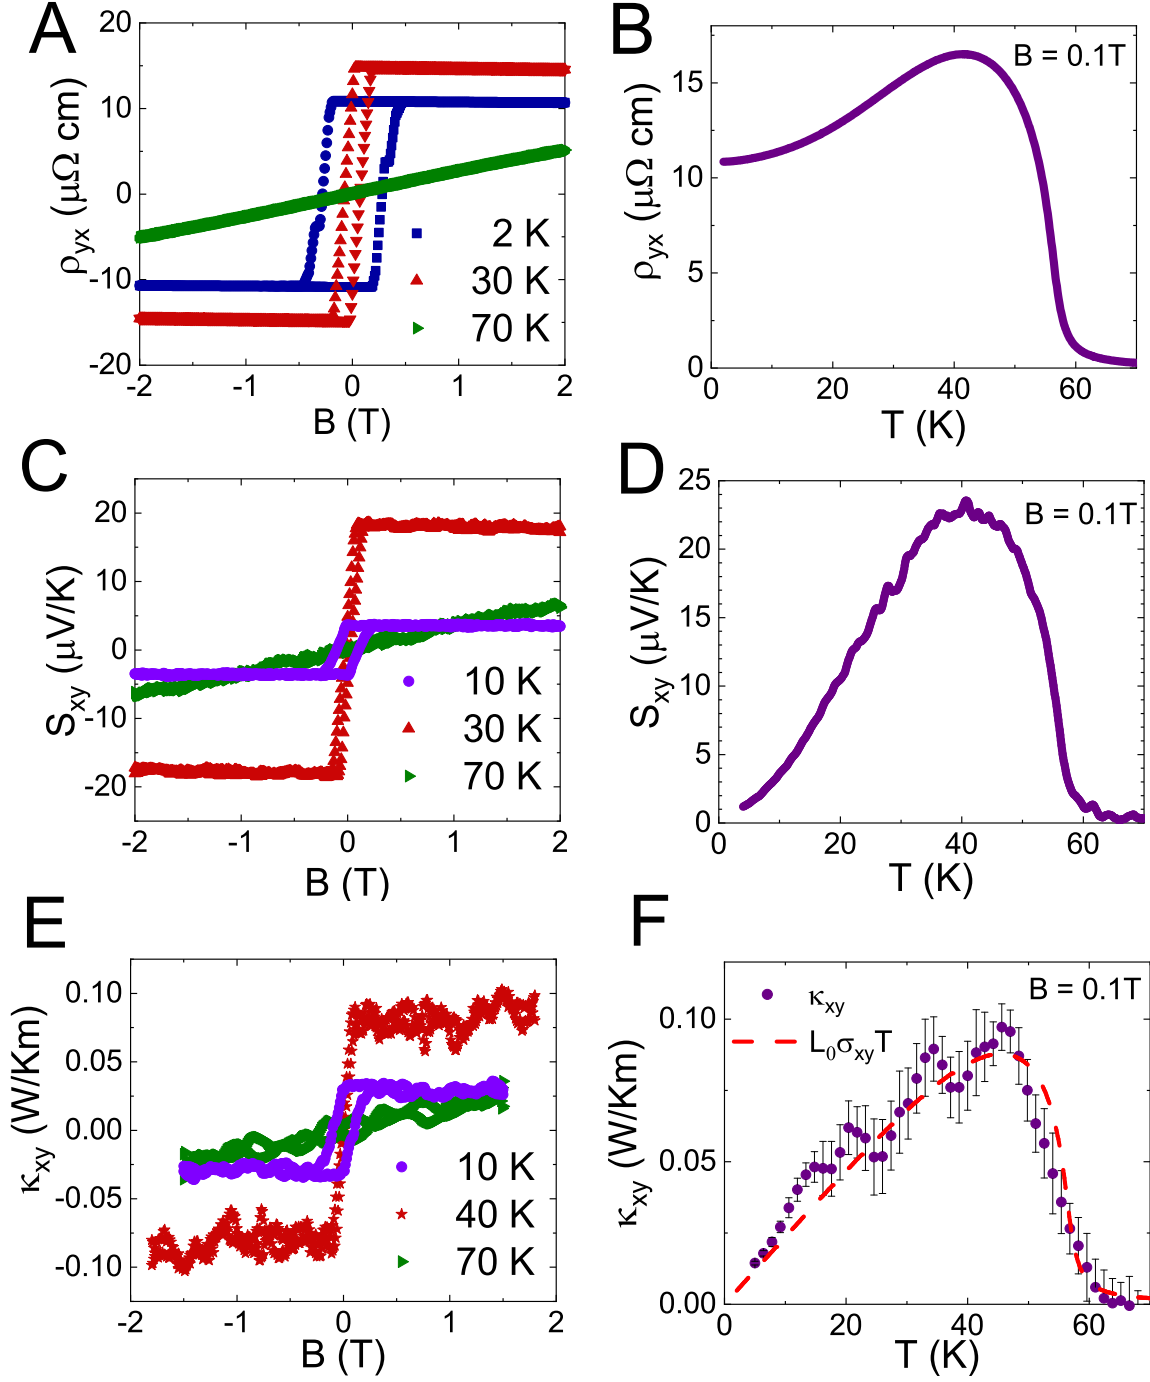 A
20
10
0
-10
-20
ρyx (μΩ cm)
2 K
30 K
70 K
-2 -1 0 1 2
B (T)
B
B = 0.1T
15
10
5
0
ρyx (μΩ cm)
0 20 40 60
T (K)
C
20
10
0
-10
-20
Sxy (μV/K)
10 K
30 K
70 K
-2 -1 0 1 2
B (T)
D
B = 0.1T
25
20
15
10
5
0
Sxy (μV/K)
0 20 40 60
T (K)
E
0.10
0.05
0.00
-0.05
-0.10
κxy (W/Km)
10 K
40 K
70 K
-2 -1 0 1 2
B (T)
F
κxy
L0σxyT
B = 0.1T
0.10
0.05
0.00
κxy (W/Km)
0 20 40 60
T (K)